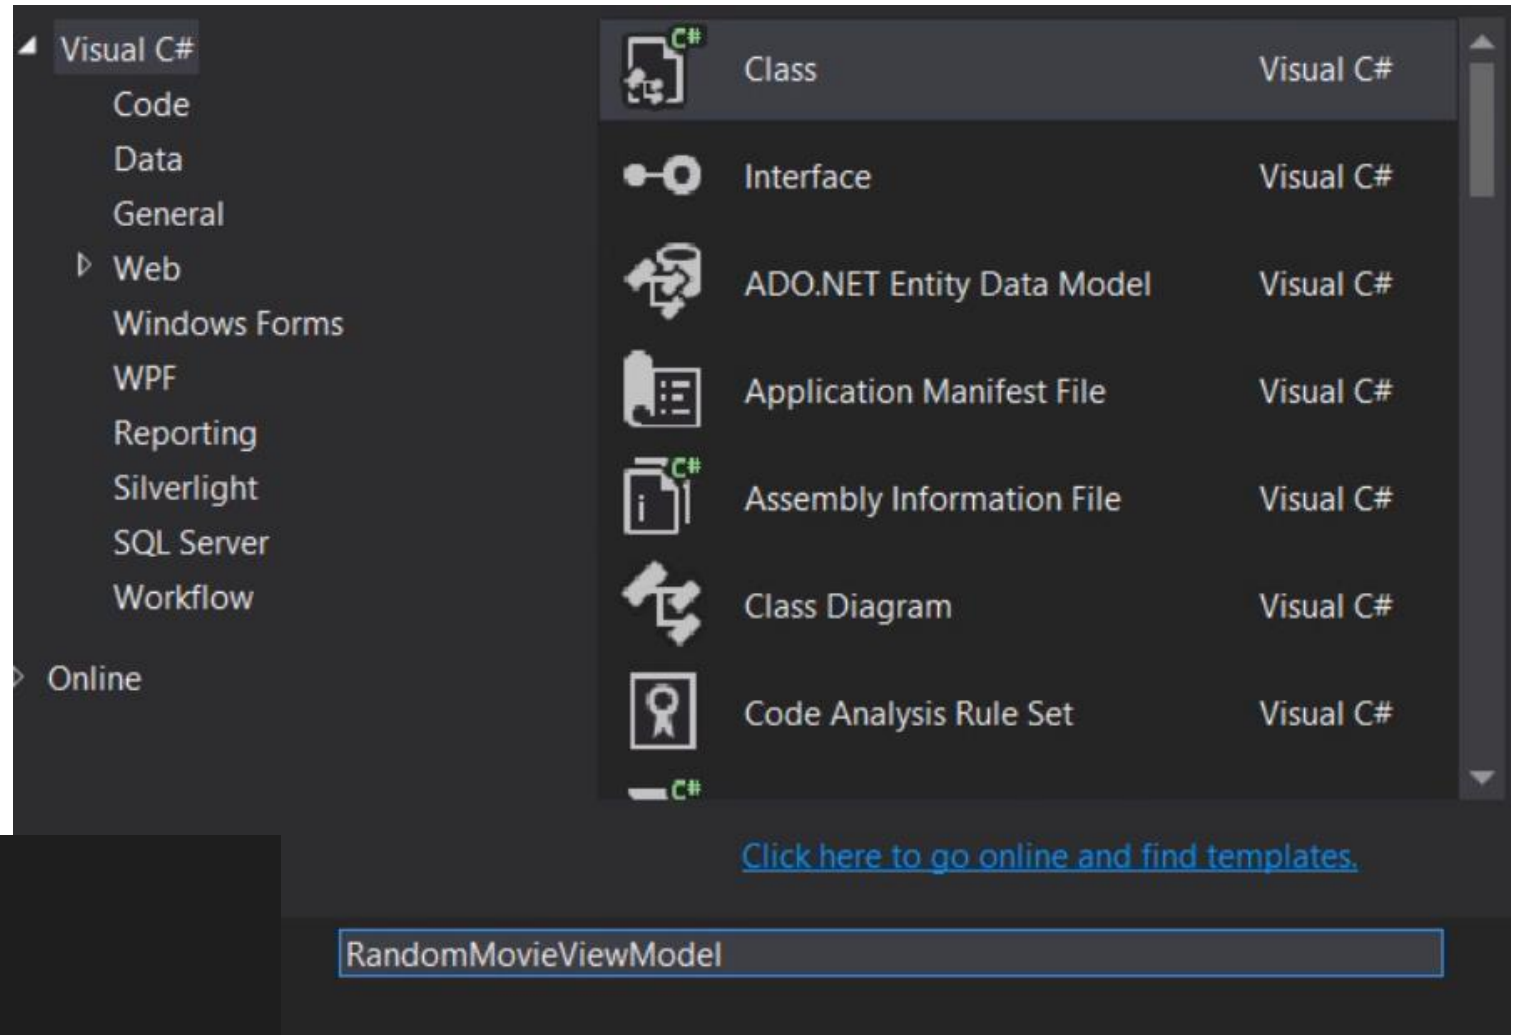 Visual C#
Code
Data
General
Web
Windows Forms
WPF
Reporting
Silverlight
SQL Server
Workflow
Online
C#
Class Visual C#
Interface Visual C#
ADO.NET Entity Data Model Visual C#
Application Manifest File Visual C#
C#
i
Assembly Information File Visual C#
Class Diagram Visual C#
Code Analysis Rule Set Visual C#
C#
Click here to go online and find templates.
RandomMovieViewModel